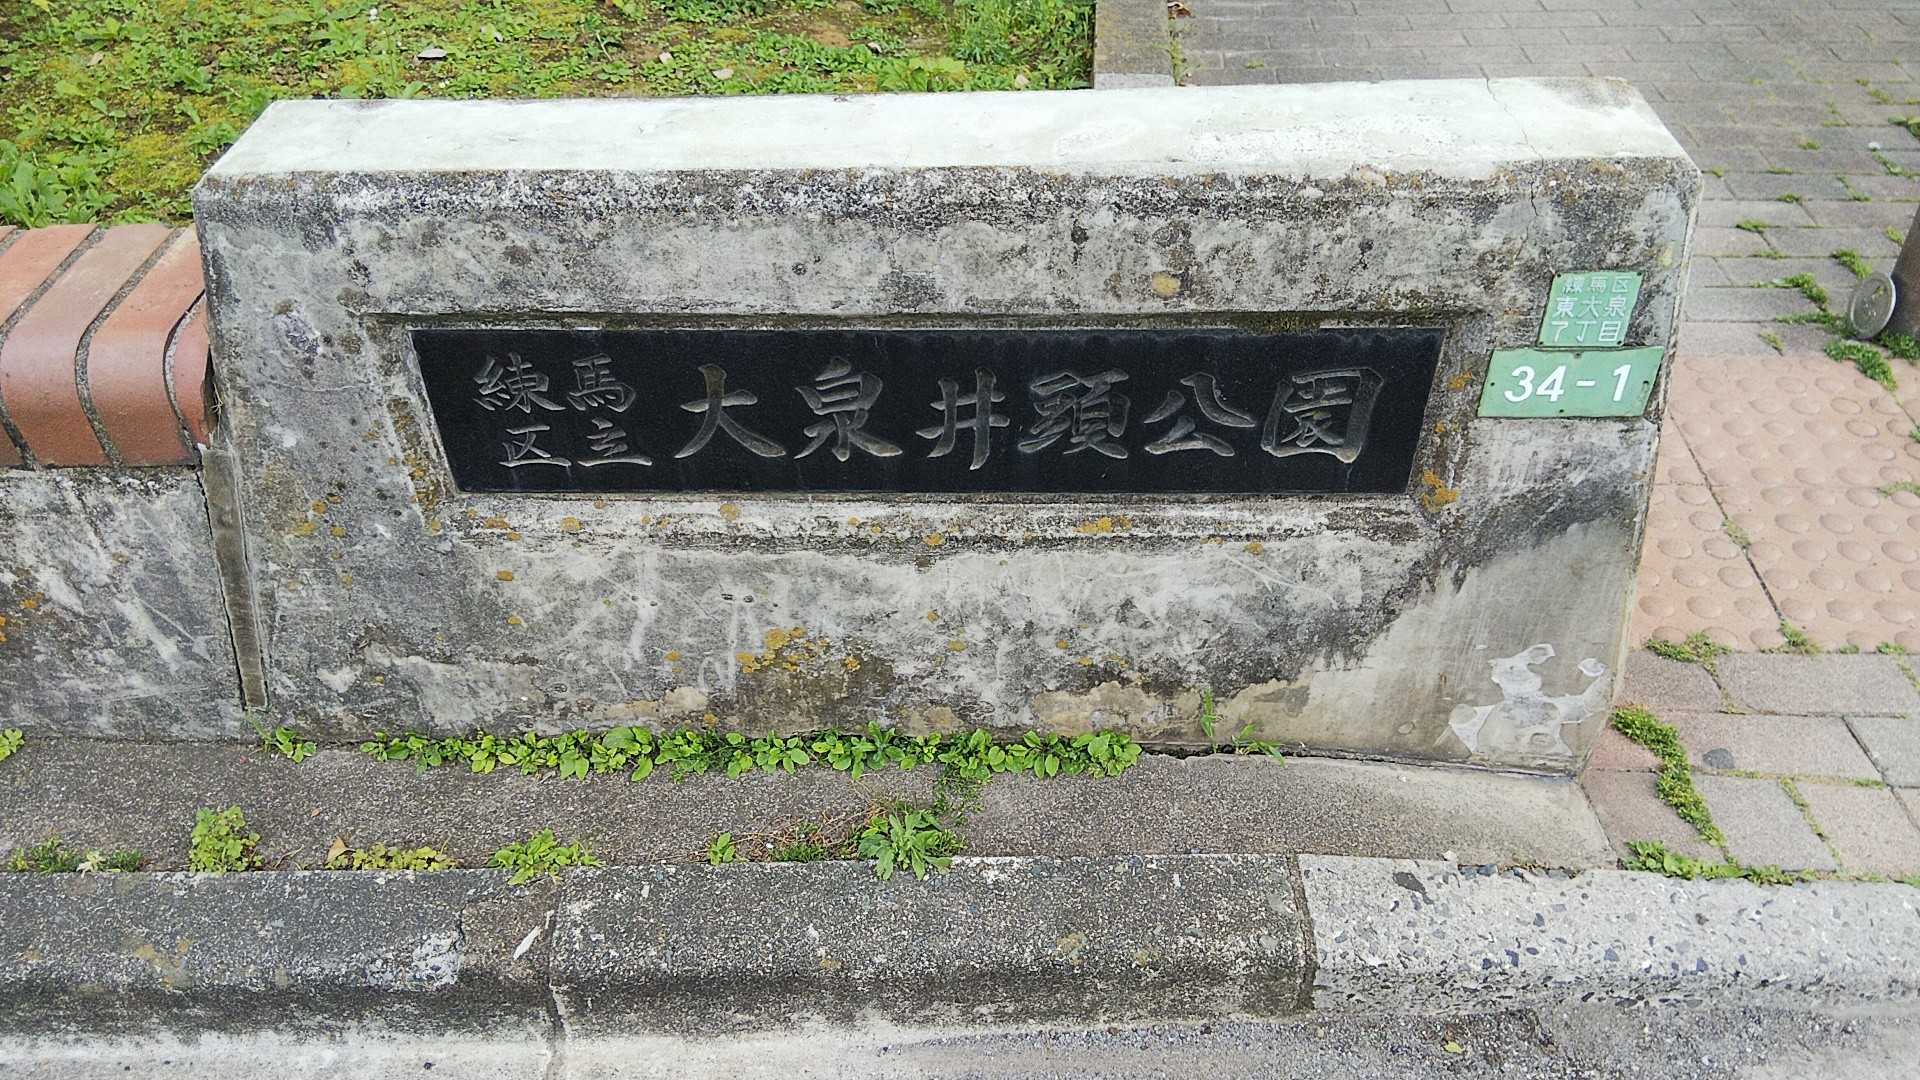 練馬
区立
大泉井頭公園
練馬区
東大泉
7丁目
34-1